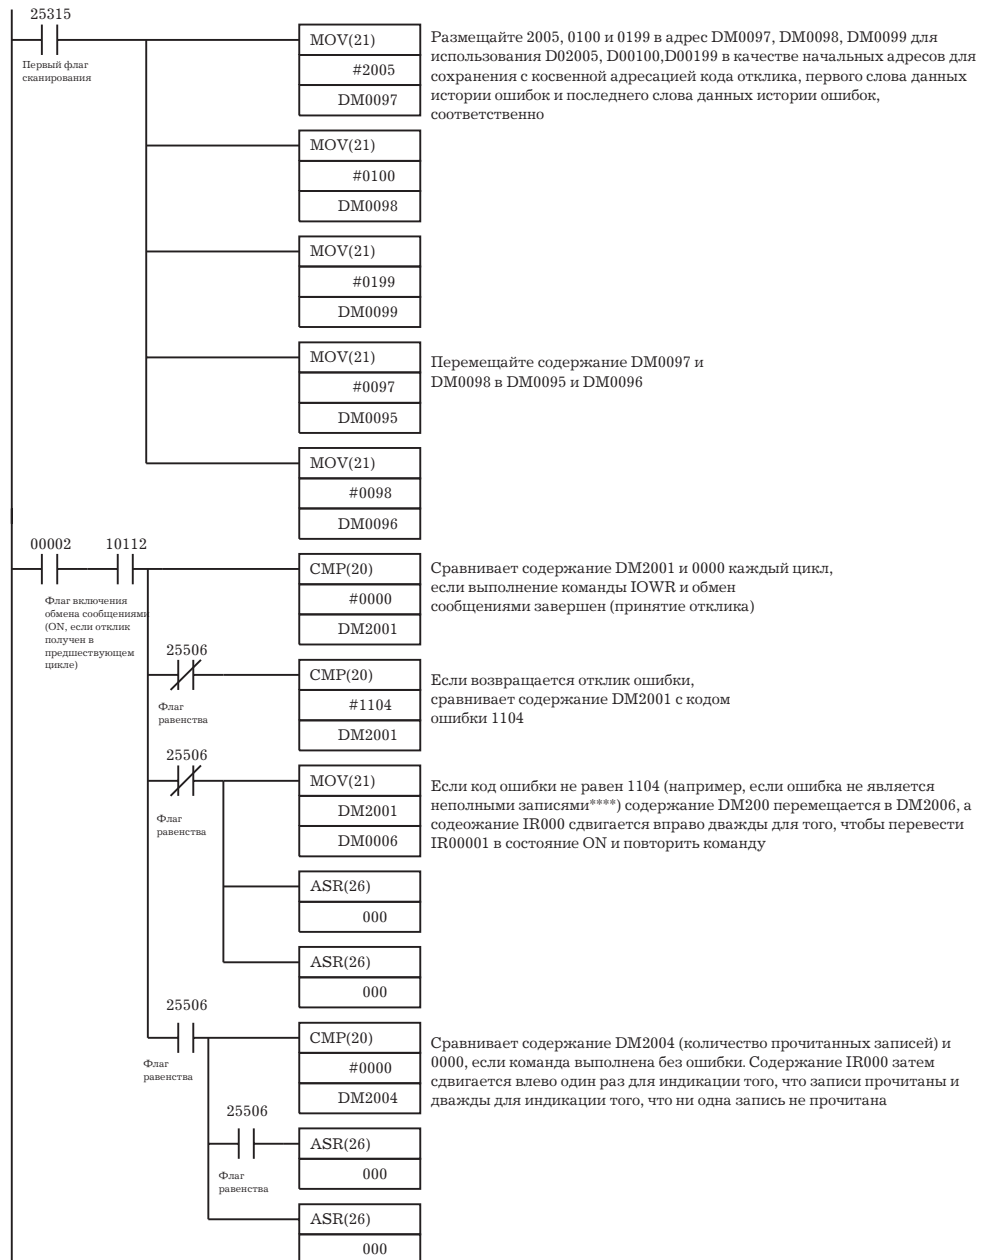 25315
Первый флаг
сканирования
MOV(21)
#2005
DM0097
Размещайте 2005, 0100 и 0199 в адрес DM0097, DM0098, DM0099 для
использования D02005, D00100,D00199 в качестве начальных адресов для
сохранения с косвенной адресацией кода отклика, первого слова данных
истории ошибок и последнего слова данных истории ошибок,
соответственно
MOV(21)
#0100
DM0098
MOV(21)
#0199
DM0099
MOV(21)
#0097
DM0095
Перемещайте содержание DM0097 и
DM0098 в DM0095 и DM0096
MOV(21)
#0098
DM0096
00002 10112
Флаг включения
обмена сообщениями
(ON, если отклик
получен в
предшествующем
цикле)
CMP(20)
#0000
DM2001
Сравнивает содержание DM2001 и 0000 каждый цикл,
если выполнение команды IOWR и обмен
сообщениями завершен (принятие отклика)
25506
Флаг
равенства
CMP(20)
#1104
DM2001
Если возвращается отклик ошибки,
сравнивает содержание DM2001 с кодом
ошибки 1104
25506
Флаг
равенства
MOV(21)
DM2001
DM0006
Если код ошибки не равен 1104 (например, если ошибка не является
неполными записями****) содержание DM200 перемещается в DM2006, а
содеожание IR000 сдвигается вправо дважды для того, чтобы перевести
IR00001 в состояние ON и повторить команду
ASR(26)
000
ASR(26)
000
25506
Флаг
равенства
CMP(20)
#0000
DM2004
Сравнивает содержание DM2004 (количество прочитанных записей) и
0000, если команда выполнена без ошибки. Содержание IR000 затем
сдвигается влево один раз для индикации того, что записи прочитаны и
дважды для индикации того, что ни одна запись не прочитана
25506
Флаг
равенства
ASR(26)
000
ASR(26)
000